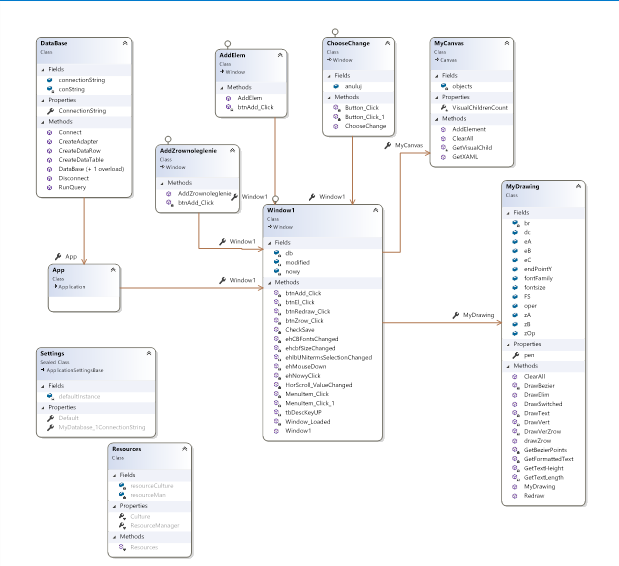 DataBase
Class
Fields
connectionString
conString
Properties
ConnectionString
Methods
Connect
CreateAdapter
CreateDataRow
CreateDataTable
DataBase (+ 1 overload)
Disconnect
RunQuery
AddElem
Class
Window
Methods
AddElem
btnAdd_Click
ChooseChange
Class
Window
Fields
anuluj
Methods
Button_Click
Button_Click_1
ChooseChange
MyCanvas
Class
Canvas
Fields
objects
Properties
VisualChildrenCount
Methods
AddElement
ClearAll
GetVisualChild
GetXAML
MyCanvas
AddZrownoleglenie
Class
Window
Methods
AddZrownoleglenie
btnAdd_Click
Window1
Window1
Window1
Class
Window
Fields
db
modified
nowy
Methods
btnAdd_Click
btnEl_Click
btnRedraw_Click
btnZrow_Click
CheckSave
ehCBFontsChanged
ehcbfSizeChanged
ehlbUNitermsSelectionChanged
ehMouseDown
ehNowyClick
HorScroll_ValueChanged
MenuItem_Click
MenuItem_Click_1
tbDescKeyUP
Window_Loaded
Window1
Window1
App
App
Class
Application
Window1
MyDrawing
MyDrawing
Class
Fields
br
dc
eA
eB
eC
endPointY
fontFamily
fontsize
FS
oper
zA
zB
zOp
Properties
pen
Methods
ClearAll
DrawBezier
DrawElim
DrawSwitched
DrawText
DrawVert
DrawVerZrow
drawZrow
GetBezierPoints
GetFormattedText
GetTextHeight
GetTextLength
MyDrawing
Redraw
Settings
Sealed Class
ApplicationSettingsBase
Fields
defaultInstance
Properties
Default
MyDatabase_1ConnectionString
Resources
Class
Fields
resourceCulture
resourceMan
Properties
Culture
ResourceManager
Methods
Resources